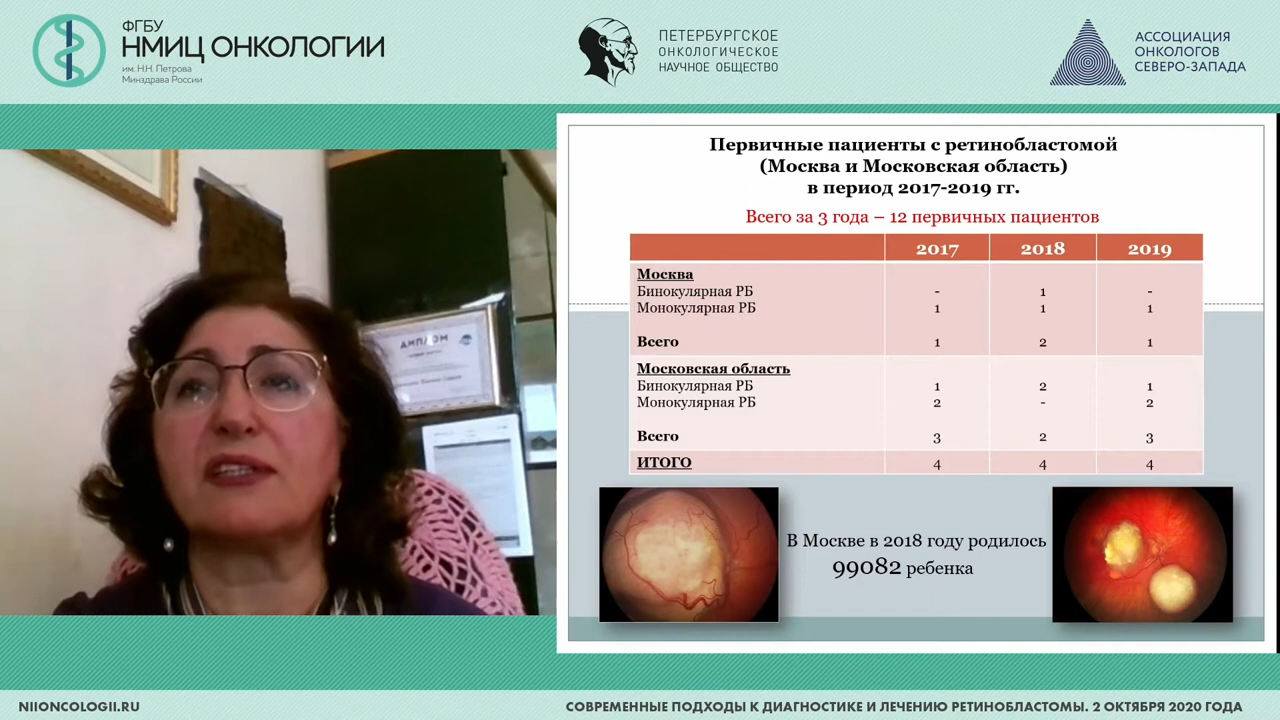 ФГБУ
НМИЦ ОНКОЛОГИИ
им. Н.Н. Петрова
Минздрава России
ПЕТЕРБУРГСКОЕ
ОНКОЛОГИЧЕСКОЕ
НАУЧНОЕ ОБЩЕСТВО
АССОЦИАЦИЯ
ОНКОЛОГОВ
СЕВЕРО-ЗАПАДА
ДИПЛОМ
Первичные пациенты с ретинобластомой
(Москва и Московская область)
в период 2017-2019 гг.
Всего за 3 года – 12 первичных пациентов
2017 2018 2019
Москва
Бинокулярная РБ - 1 -
Монокулярная РБ 1 1 1
Всего 1 2 1
Московская область
Бинокулярная РБ 1 2 1
Монокулярная РБ 2 - 2
Всего 3 2 3
ИТОГО 4 4 4
В Москве в 2018 году родилось
99082 ребенка
NIIONCOLOGII.RU
СОВРЕМЕННЫЕ ПОДХОДЫ К ДИАГНОСТИКЕ И ЛЕЧЕНИЮ РЕТИНОБЛАСТОМЫ. 2 ОКТЯБРЯ 2020 ГОДА